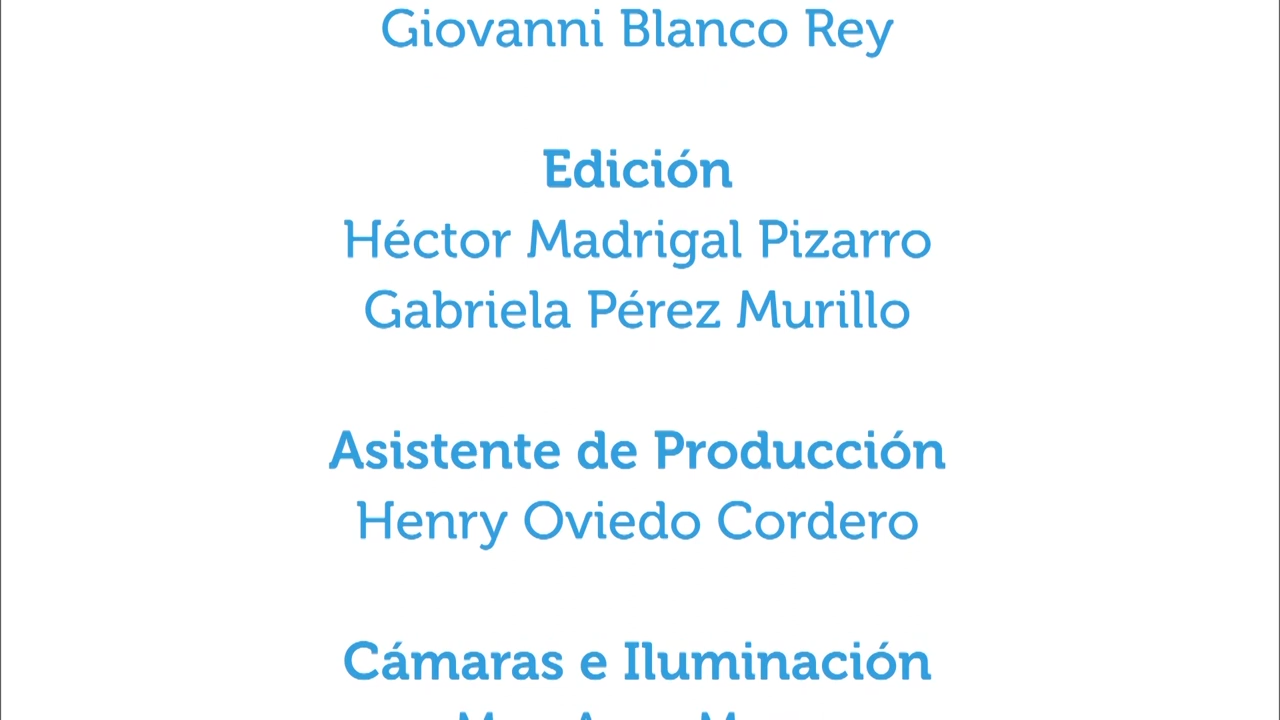 Giovanni Blanco Rey
Edición
Héctor Madrigal Pizarro
Gabriela Pérez Murillo
Asistente de Producción
Henry Oviedo Cordero
Cámaras e Iluminación